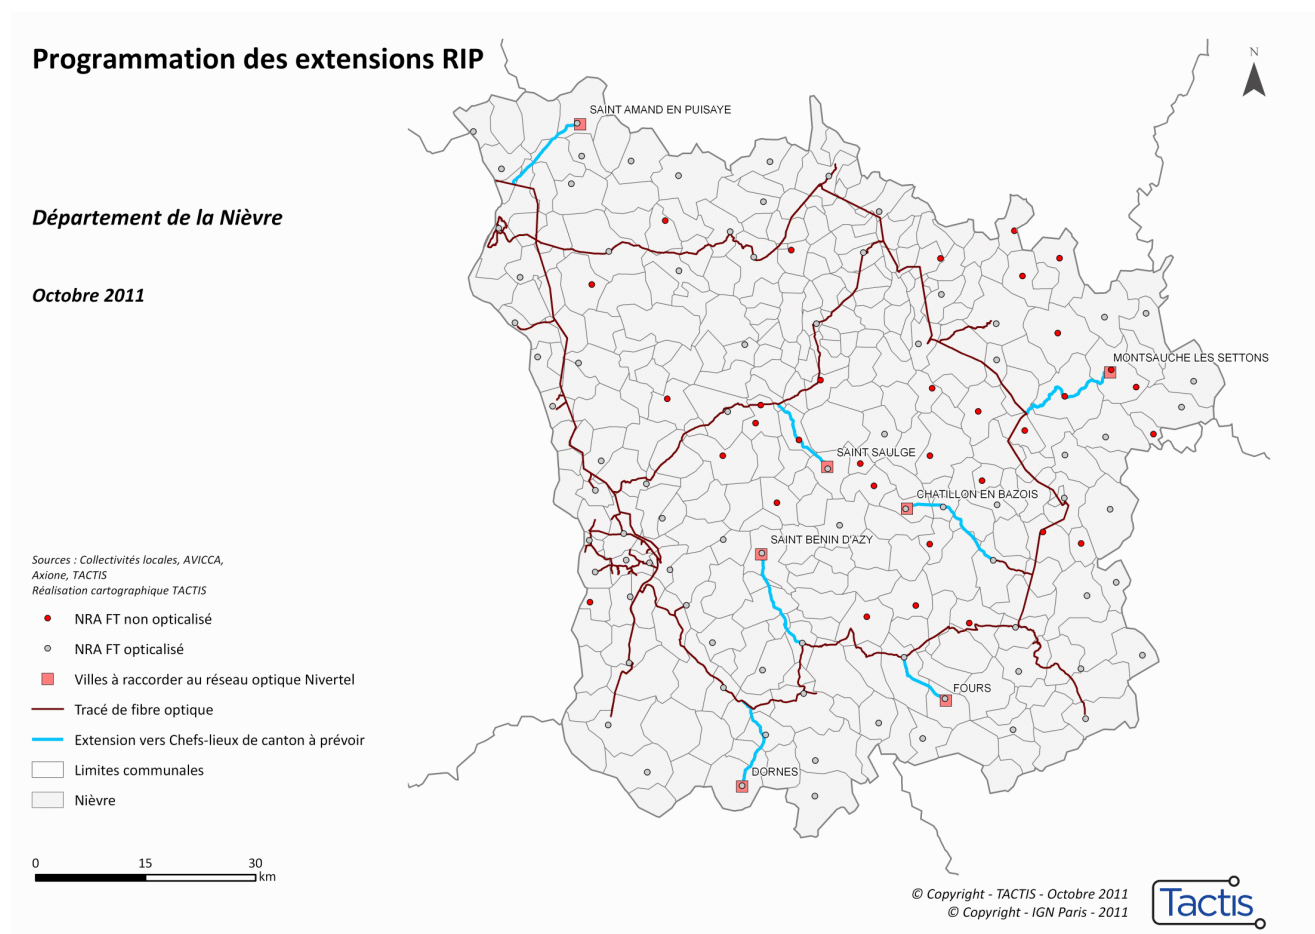 Programmation des extensions RIP
N
SAINT AMAND EN PUISAYE
Département de la Nièvre
Octobre 2011
MONTSAUCHE LES SETTONS
SAINT SAULGE
CHATILLON EN BAZOIS
SAINT BENIN D'AZY
FOURS
DORNES
Sources : Collectivités locales, AVICCA,
Axione, TACTIS
Réalisation cartographique TACTIS
NRA FT non opticalisé
NRA FT opticalisé
Villes à raccorder au réseau optique Nivertel
Tracé de fibre optique
Extension vers Chefs-lieux de canton à prévoir
Limites communales
Nièvre
0 15 30
km
© Copyright - TACTIS - Octobre 2011
© Copyright - IGN Paris - 2011
Tactis